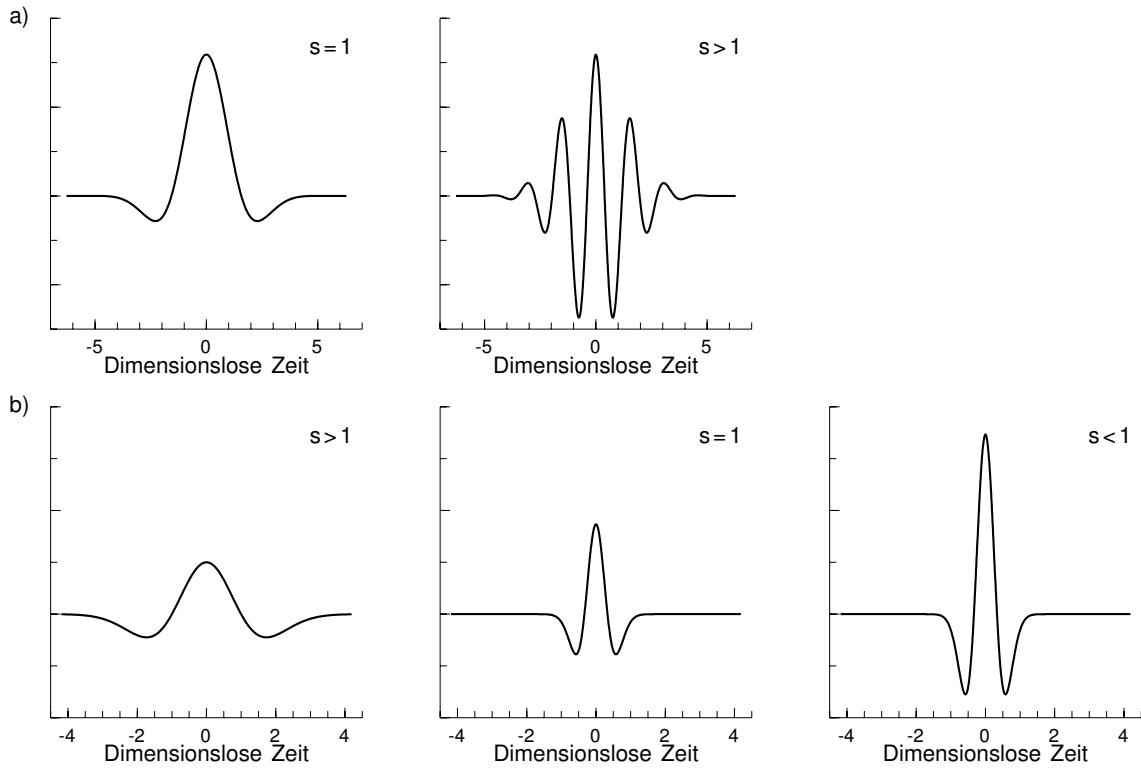 a)
s = 1
s > 1
-5 0 5
-5 0 5
Dimensionslose Zeit
Dimensionslose Zeit
b)
s > 1
s = 1
s < 1
-4 -2 0 2 4
-4 -2 0 2 4
-4 -2 0 2 4
Dimensionslose Zeit
Dimensionslose Zeit
Dimensionslose Zeit